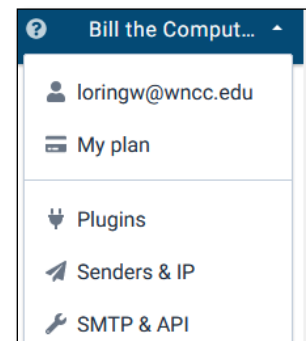 Bill the Comput...
loringw@wncc.edu
My plan
Plugins
Senders & IP
SMTP & API